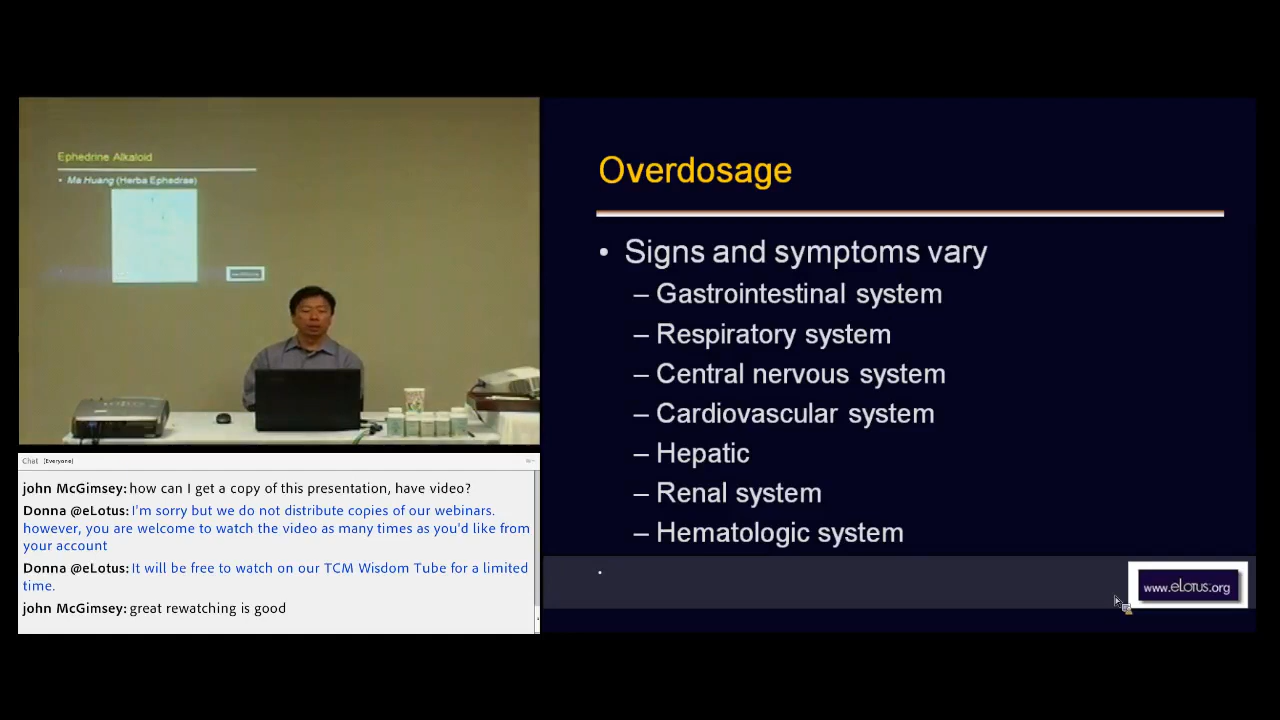 Ephedrine Alkaloid
• Ma Huang (Herba Ephedrae)
Overdosage
• Signs and symptoms vary
– Gastrointestinal system
– Respiratory system
– Central nervous system
– Cardiovascular system
– Hepatic
– Renal system
– Hematologic system
www.eLotus.org
Chat (Everyone)
john McGimsey: how can I get a copy of this presentation, have video?
Donna @eLotus: I'm sorry but we do not distribute copies of our webinars.
however, you are welcome to watch the video as many times as you'd like from
your account
Donna @eLotus: It will be free to watch on our TCM Wisdom Tube for a limited
time.
john McGimsey: great rewatching is good